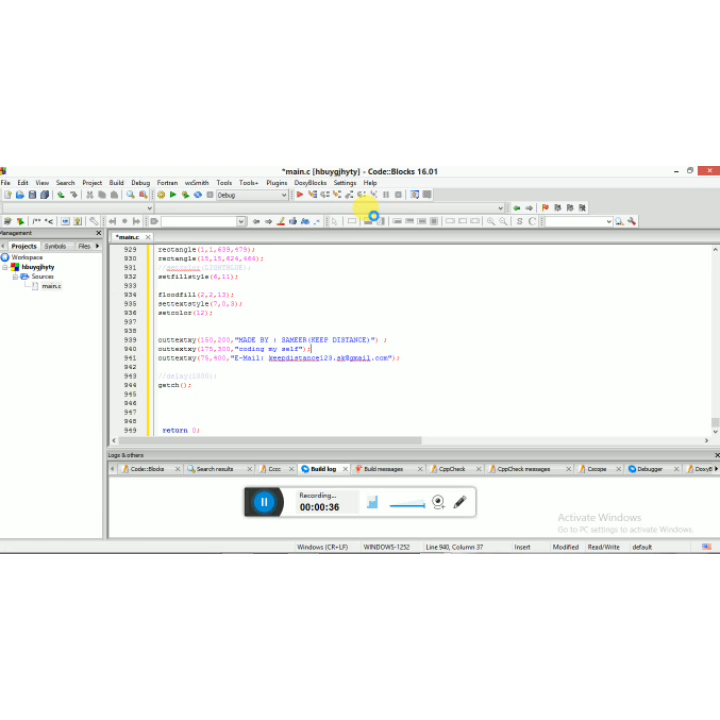 *main.c [hbuygjhyty] - Code::Blocks 16.01
File Edit View Search Project Build Debug Fortran wxSmith Tools Tools+ Plugins DoxyBlocks Settings Help
Debug
/** *<
S C
Management
Projects Symbols Files
*main.c
Workspace
hbuygjhyty
Sources
main.c
929 rectangle(1,1,639,479);
930 rectangle(15,15,624,464);
931
932 setfillstyle(6,11);
933
934 floodfill(2,2,13);
935 settextstyle(7,0,3);
936 setcolor(12);
937
938
939 outtextxy(150,200,"MADE BY : SAMEER(KEEP DISTANCE)") ;
940 outtextxy(175,300,"coding my self");
941 outtextxy(75,400,"E-Mail: keepdistance123.sk@gmail.com");
942
943 //delay(1000);
944 getch();
945
946
947
948
949 return 0;
Logs & others
Code::Blocks Search results Cccc Build log Build messages CppCheck CppCheck messages Cscope Debugger DoxyB
Recording...
00:00:36
Activate Windows
Go to PC settings to activate Windows.
Windows (CR+LF) WINDOWS-1252 Line 940, Column 37 Insert Modified Read/Write default